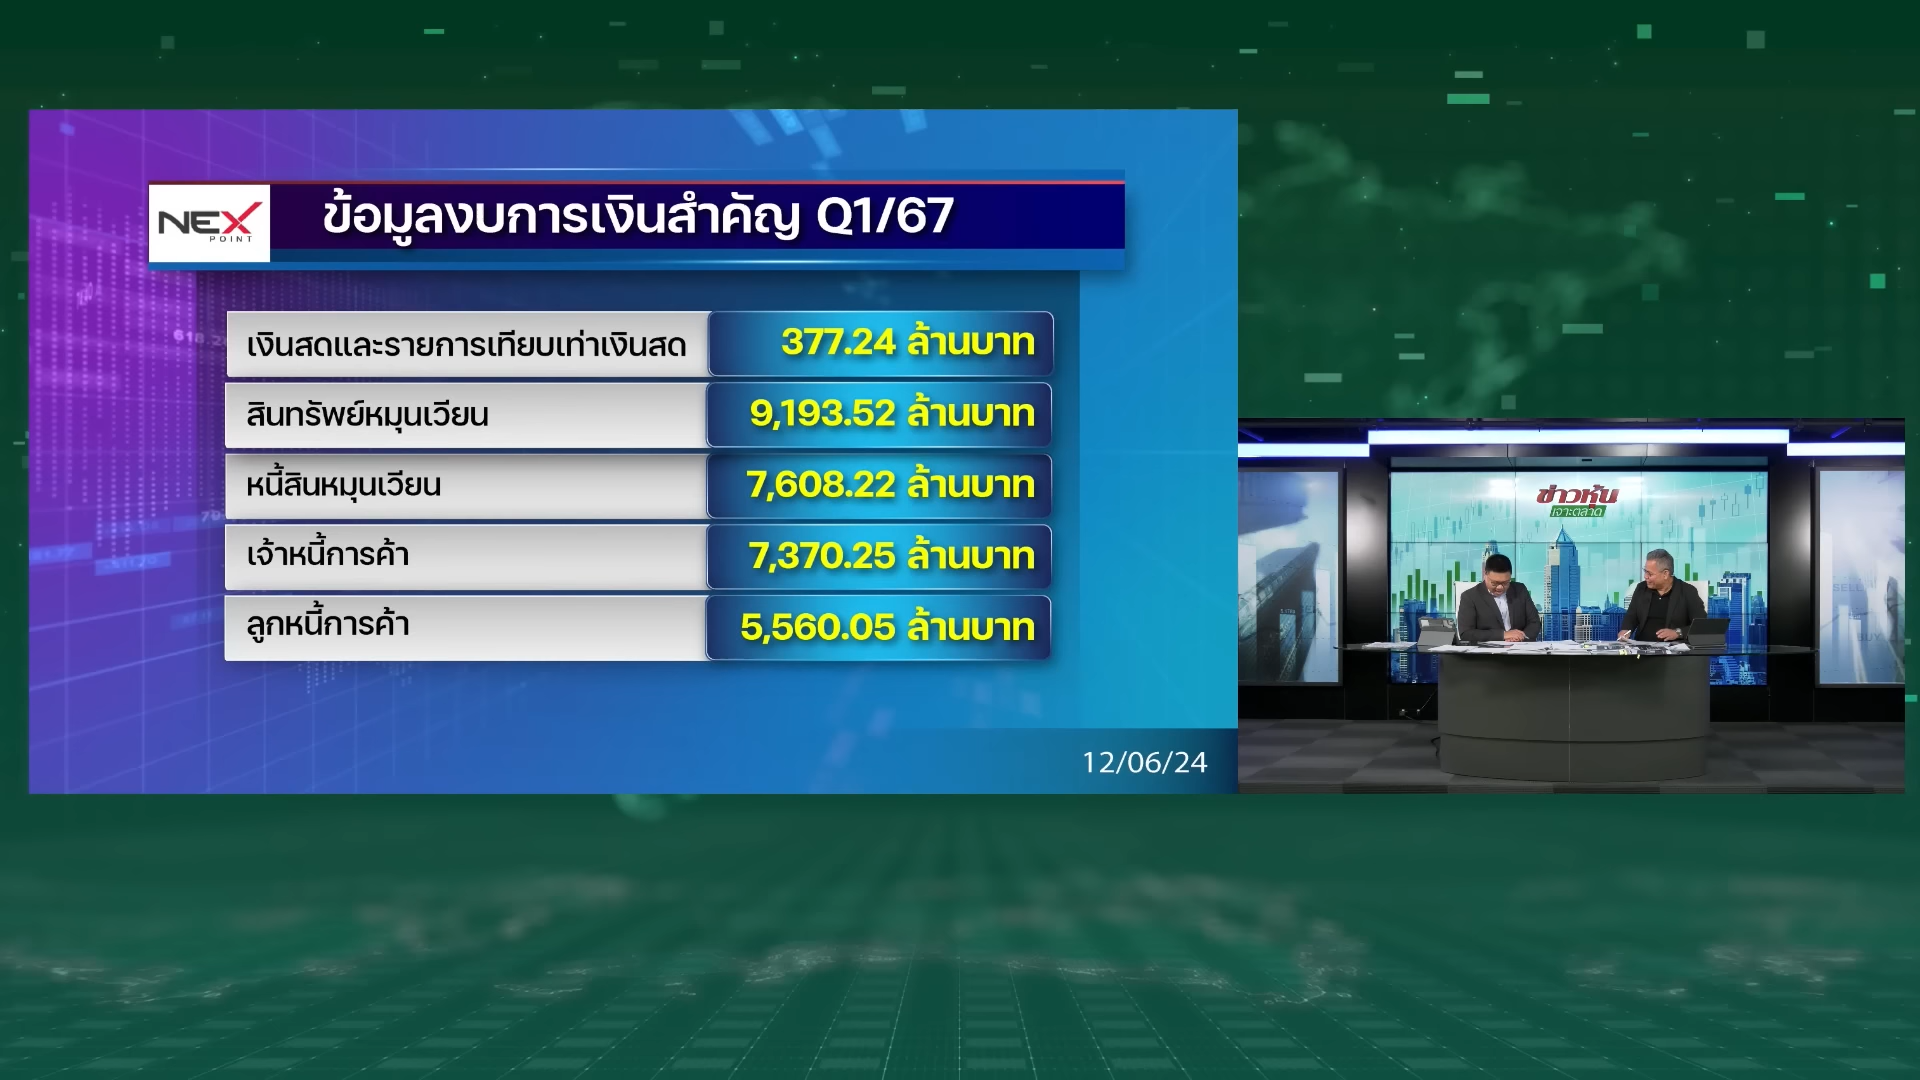 NEX
POINT
ข้อมูลงบการเงินสำคัญ Q1/67
เงินสดและรายการเทียบเท่าเงินสด 377.24 ล้านบาท
สินทรัพย์หมุนเวียน 9,193.52 ล้านบาท
หนี้สินหมุนเวียน 7,608.22 ล้านบาท
เจ้าหนี้การค้า 7,370.25 ล้านบาท
ลูกหนี้การค้า 5,560.05 ล้านบาท
12/06/24
ข่าวหุ้น
เจาะตลาด
SELL
BUY